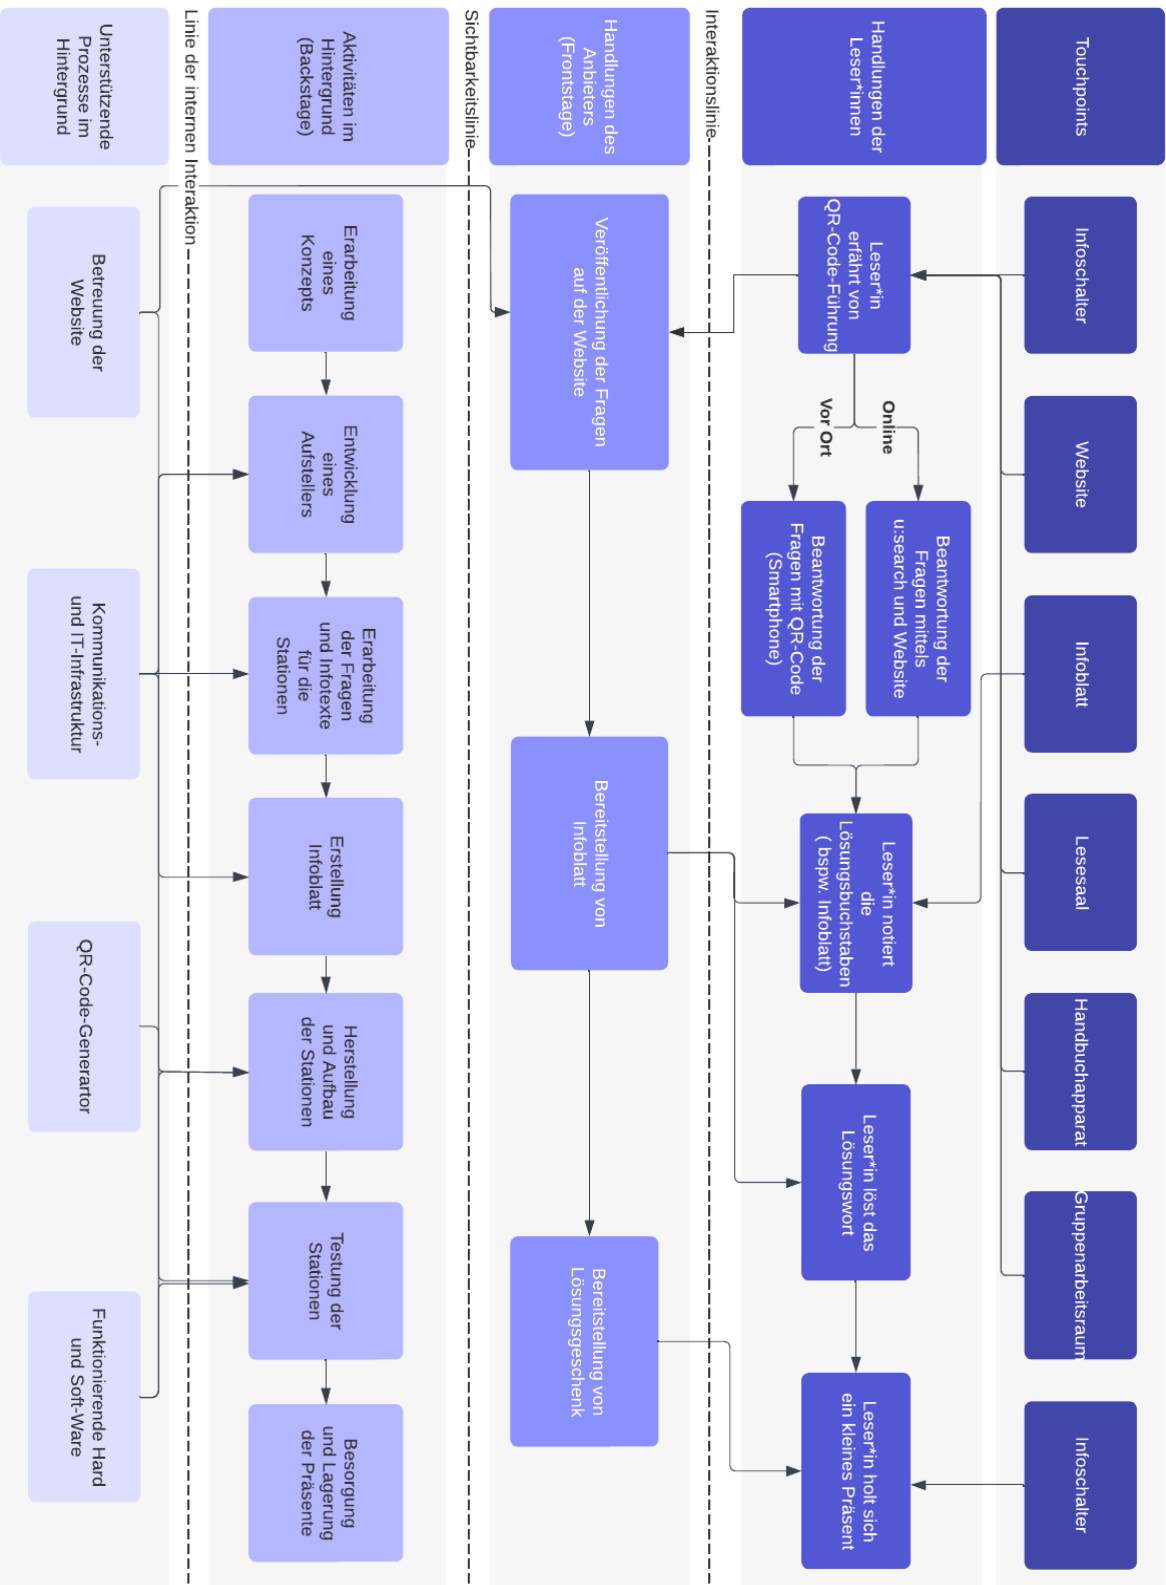 Touchpoints
Infoschalter
Website
Infoblatt
Lesesaal
Handbuchapparat
Gruppenarbeitsraum
Infoschalter
Handlungen der
Leser*innen
Leser*in
erfährt von
QR-Code-Führung
Online
Vor Ort
Beantwortung der
Fragen mittels
u:search und Website
Beantwortung der
Fragen mit QR-Code
(Smartphone)
Leser*in notiert
die
Lösungsbuchstaben
( bspw. Infoblatt)
Leser*in löst das
Lösungswort
Leser*in holt sich
ein kleines Präsent
Interaktionslinie
Handlungen des
Anbieters
(Frontstage)
Veröffentlichung der Fragen
auf der Website
Bereitstellung von
Infoblatt
Bereitstellung von
Lösungsgeschenk
Sichtbarkeitslinie
Aktivitäten im
Hintergrund
(Backstage)
Erarbeitung
eines
Konzepts
Entwicklung
eines
Aufstellers
Erarbeitung
der Fragen
und Infotexte
für die
Stationen
Erstellung
Infoblatt
Herstellung
und Aufbau
der Stationen
Testung der
Stationen
Besorgung
und Lagerung
der Präsente
Linie der internen Interaktion
Unterstützende
Prozesse im
Hintergrund
Betreuung der
Website
Kommunikations-
und IT-Infrastruktur
QR-Code-Generartor
Funktionierende Hard
und Soft-Ware